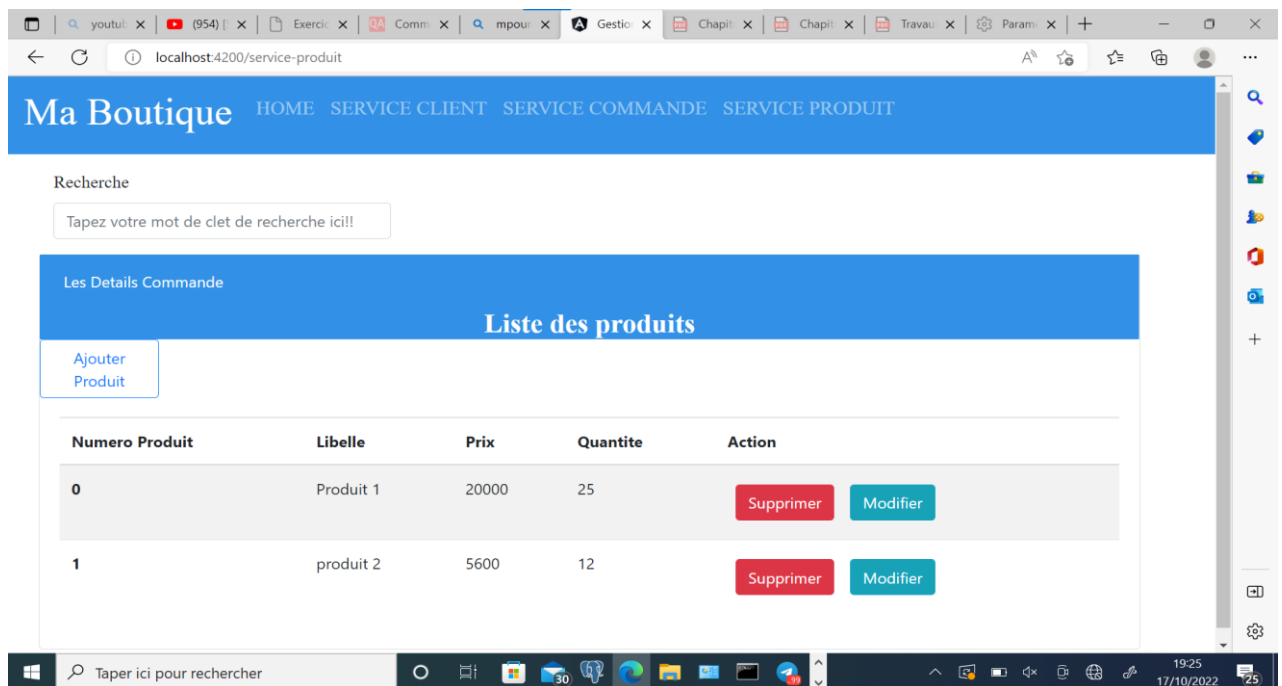 youtub
(954) [
Exercic
QA Comm
mpour
Gestion
Chapit
Chapit
Travau
Param
localhost:4200/service-produit
Ma Boutique HOME SERVICE CLIENT SERVICE COMMANDE SERVICE PRODUIT
Recherche
Tapez votre mot de clet de recherche ici!!
Les Details Commande
Liste des produits
Ajouter
Produit
Numero Produit Libelle Prix Quantite Action
0 Produit 1 20000 25 Supprimer Modifier
1 produit 2 5600 12 Supprimer Modifier
Taper ici pour rechercher
30
99
19:25
17/10/2022
25